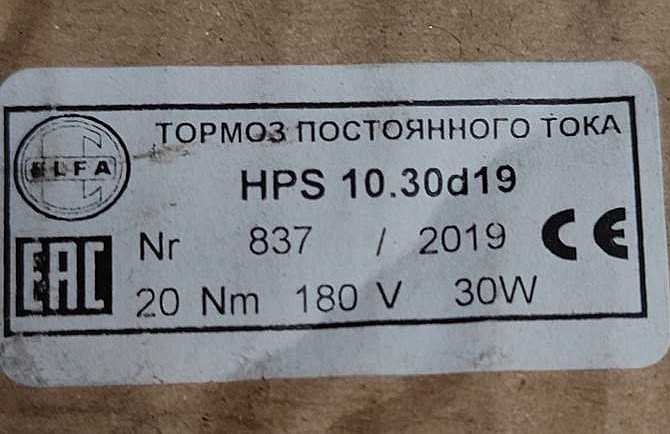 ELFA
ТОРМОЗ ПОСТОЯННОГО ТОКА
HPS 10.30d19
Nr 837 / 2019 CE
EAC
20 Nm 180 V 30W